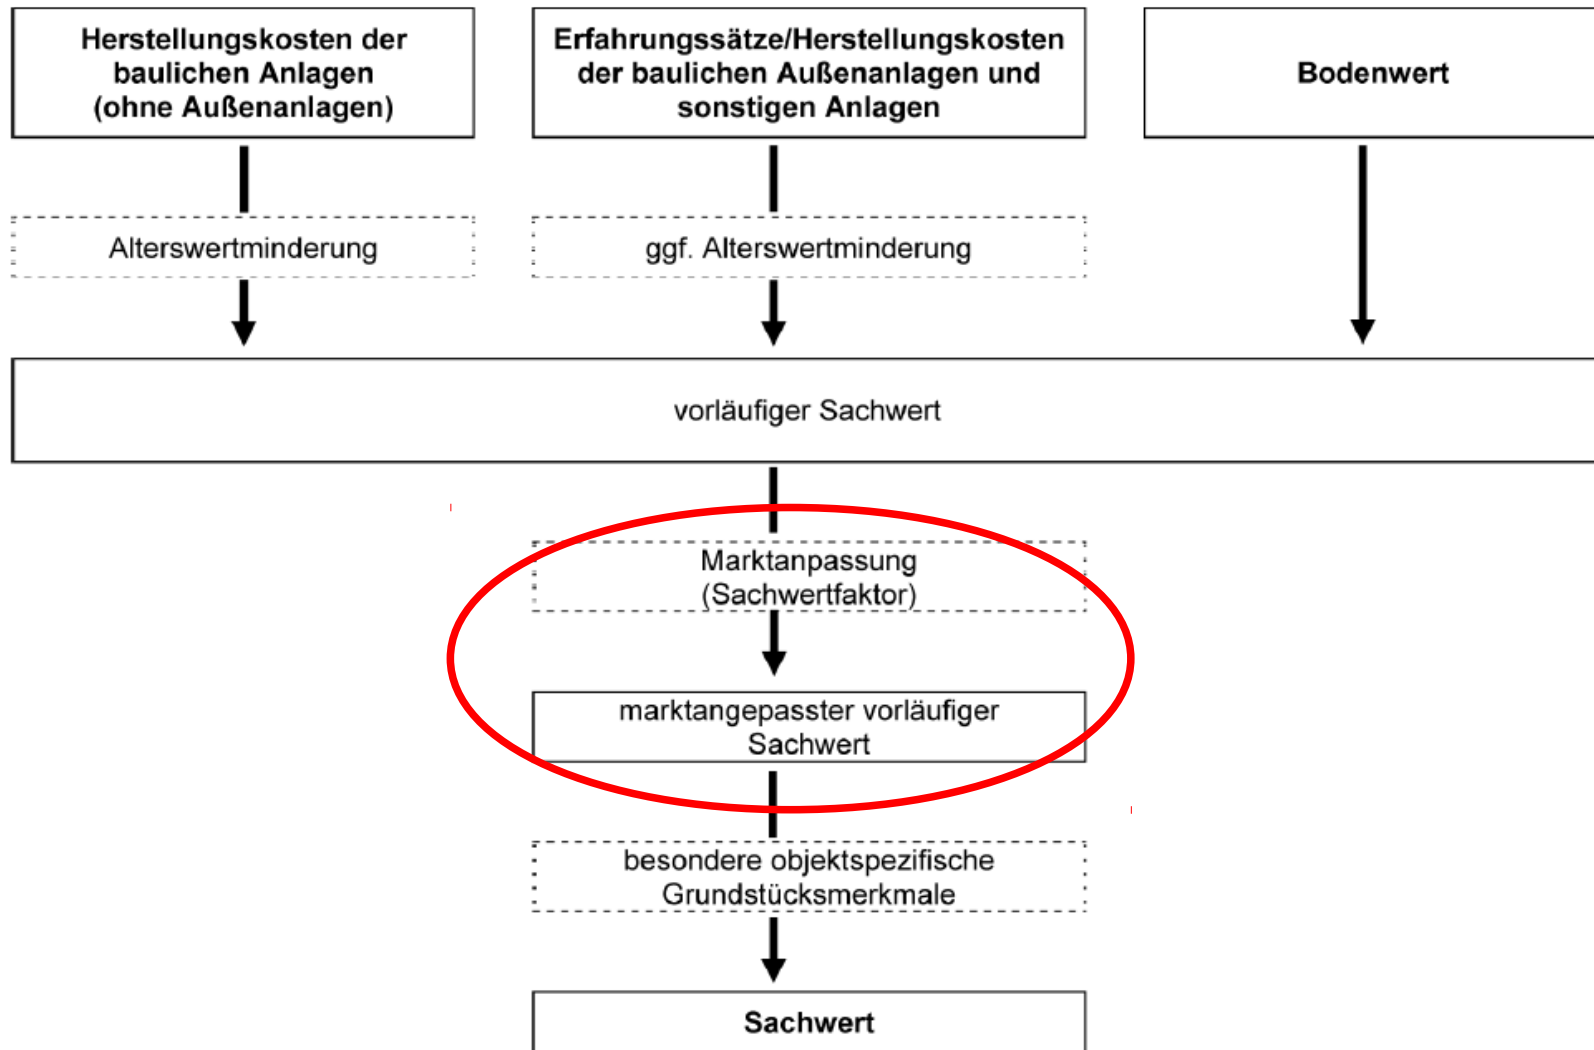 Herstellungskosten der
baulichen Anlagen
(ohne Außenanlagen)
Erfahrungssätze/Herstellungskosten
der baulichen Außenanlagen und
sonstigen Anlagen
Bodenwert
Alterswertminderung
ggf. Alterswertminderung
vorläufiger Sachwert
Marktanpassung
(Sachwertfaktor)
marktangepasster vorläufiger
Sachwert
besondere objektspezifische
Grundstücksmerkmale
Sachwert